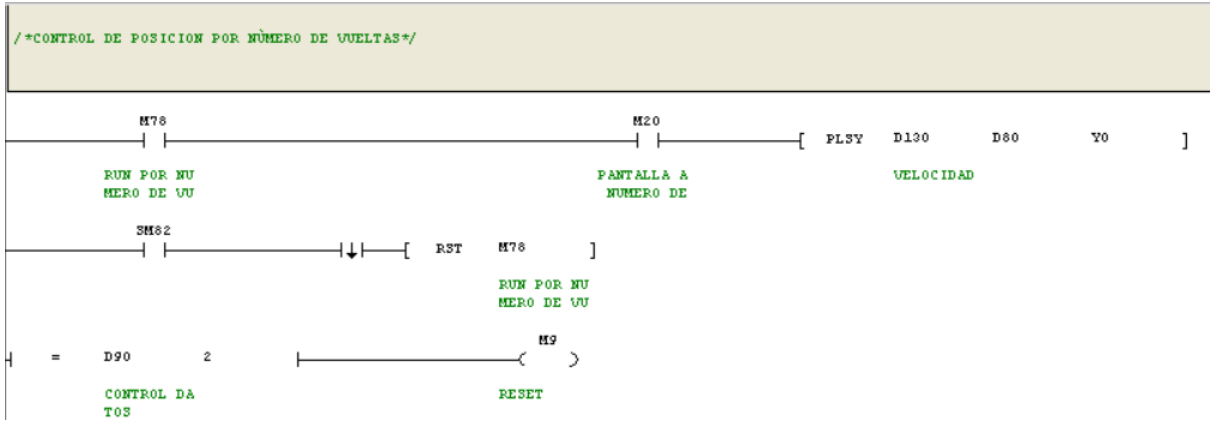 /*CONTROL DE POSICION POR NÙMERO DE VUELTAS*/
M78 M20
[ PLSY D130 D80 Y0 ]
RUN POR NU PANTALLA A VELOCIDAD
MERO DE VU NUMERO DE
SM82
[ RST M78 ]
RUN POR NU
MERO DE VU
M9
= D90 2 ( )
CONTROL DA RESET
TOS